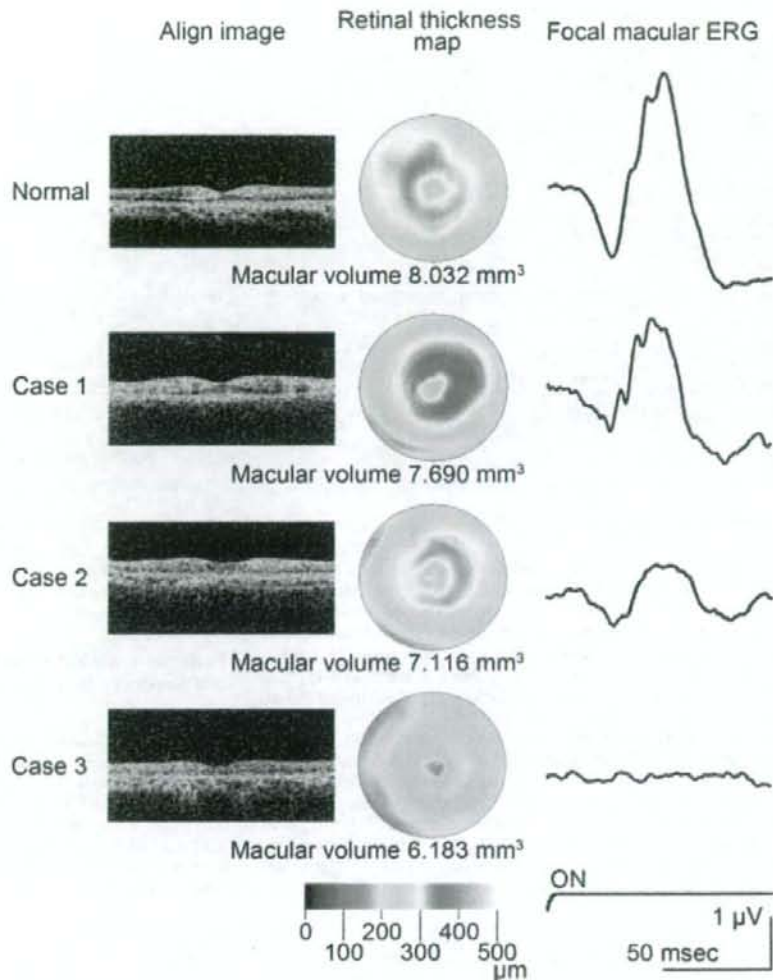 Align image
Retinal thickness
map
Focal macular ERG
Normal
Macular volume 8.032 mm³
Case 1
Macular volume 7.690 mm³
Case 2
Macular volume 7.116 mm³
Case 3
Macular volume 6.183 mm³
ON
0 200 400
100 300 500
µm
1 µV
50 msec